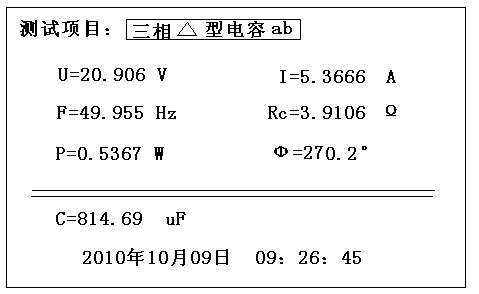 测试项目： 三相△型电容ab
U=20.906 V I=5.3666 A
F=49.955 Hz Rc=3.9106 Ω
P=0.5367 W Φ=270.2°
C=814.69 uF
2010年10月09日 09：26：45